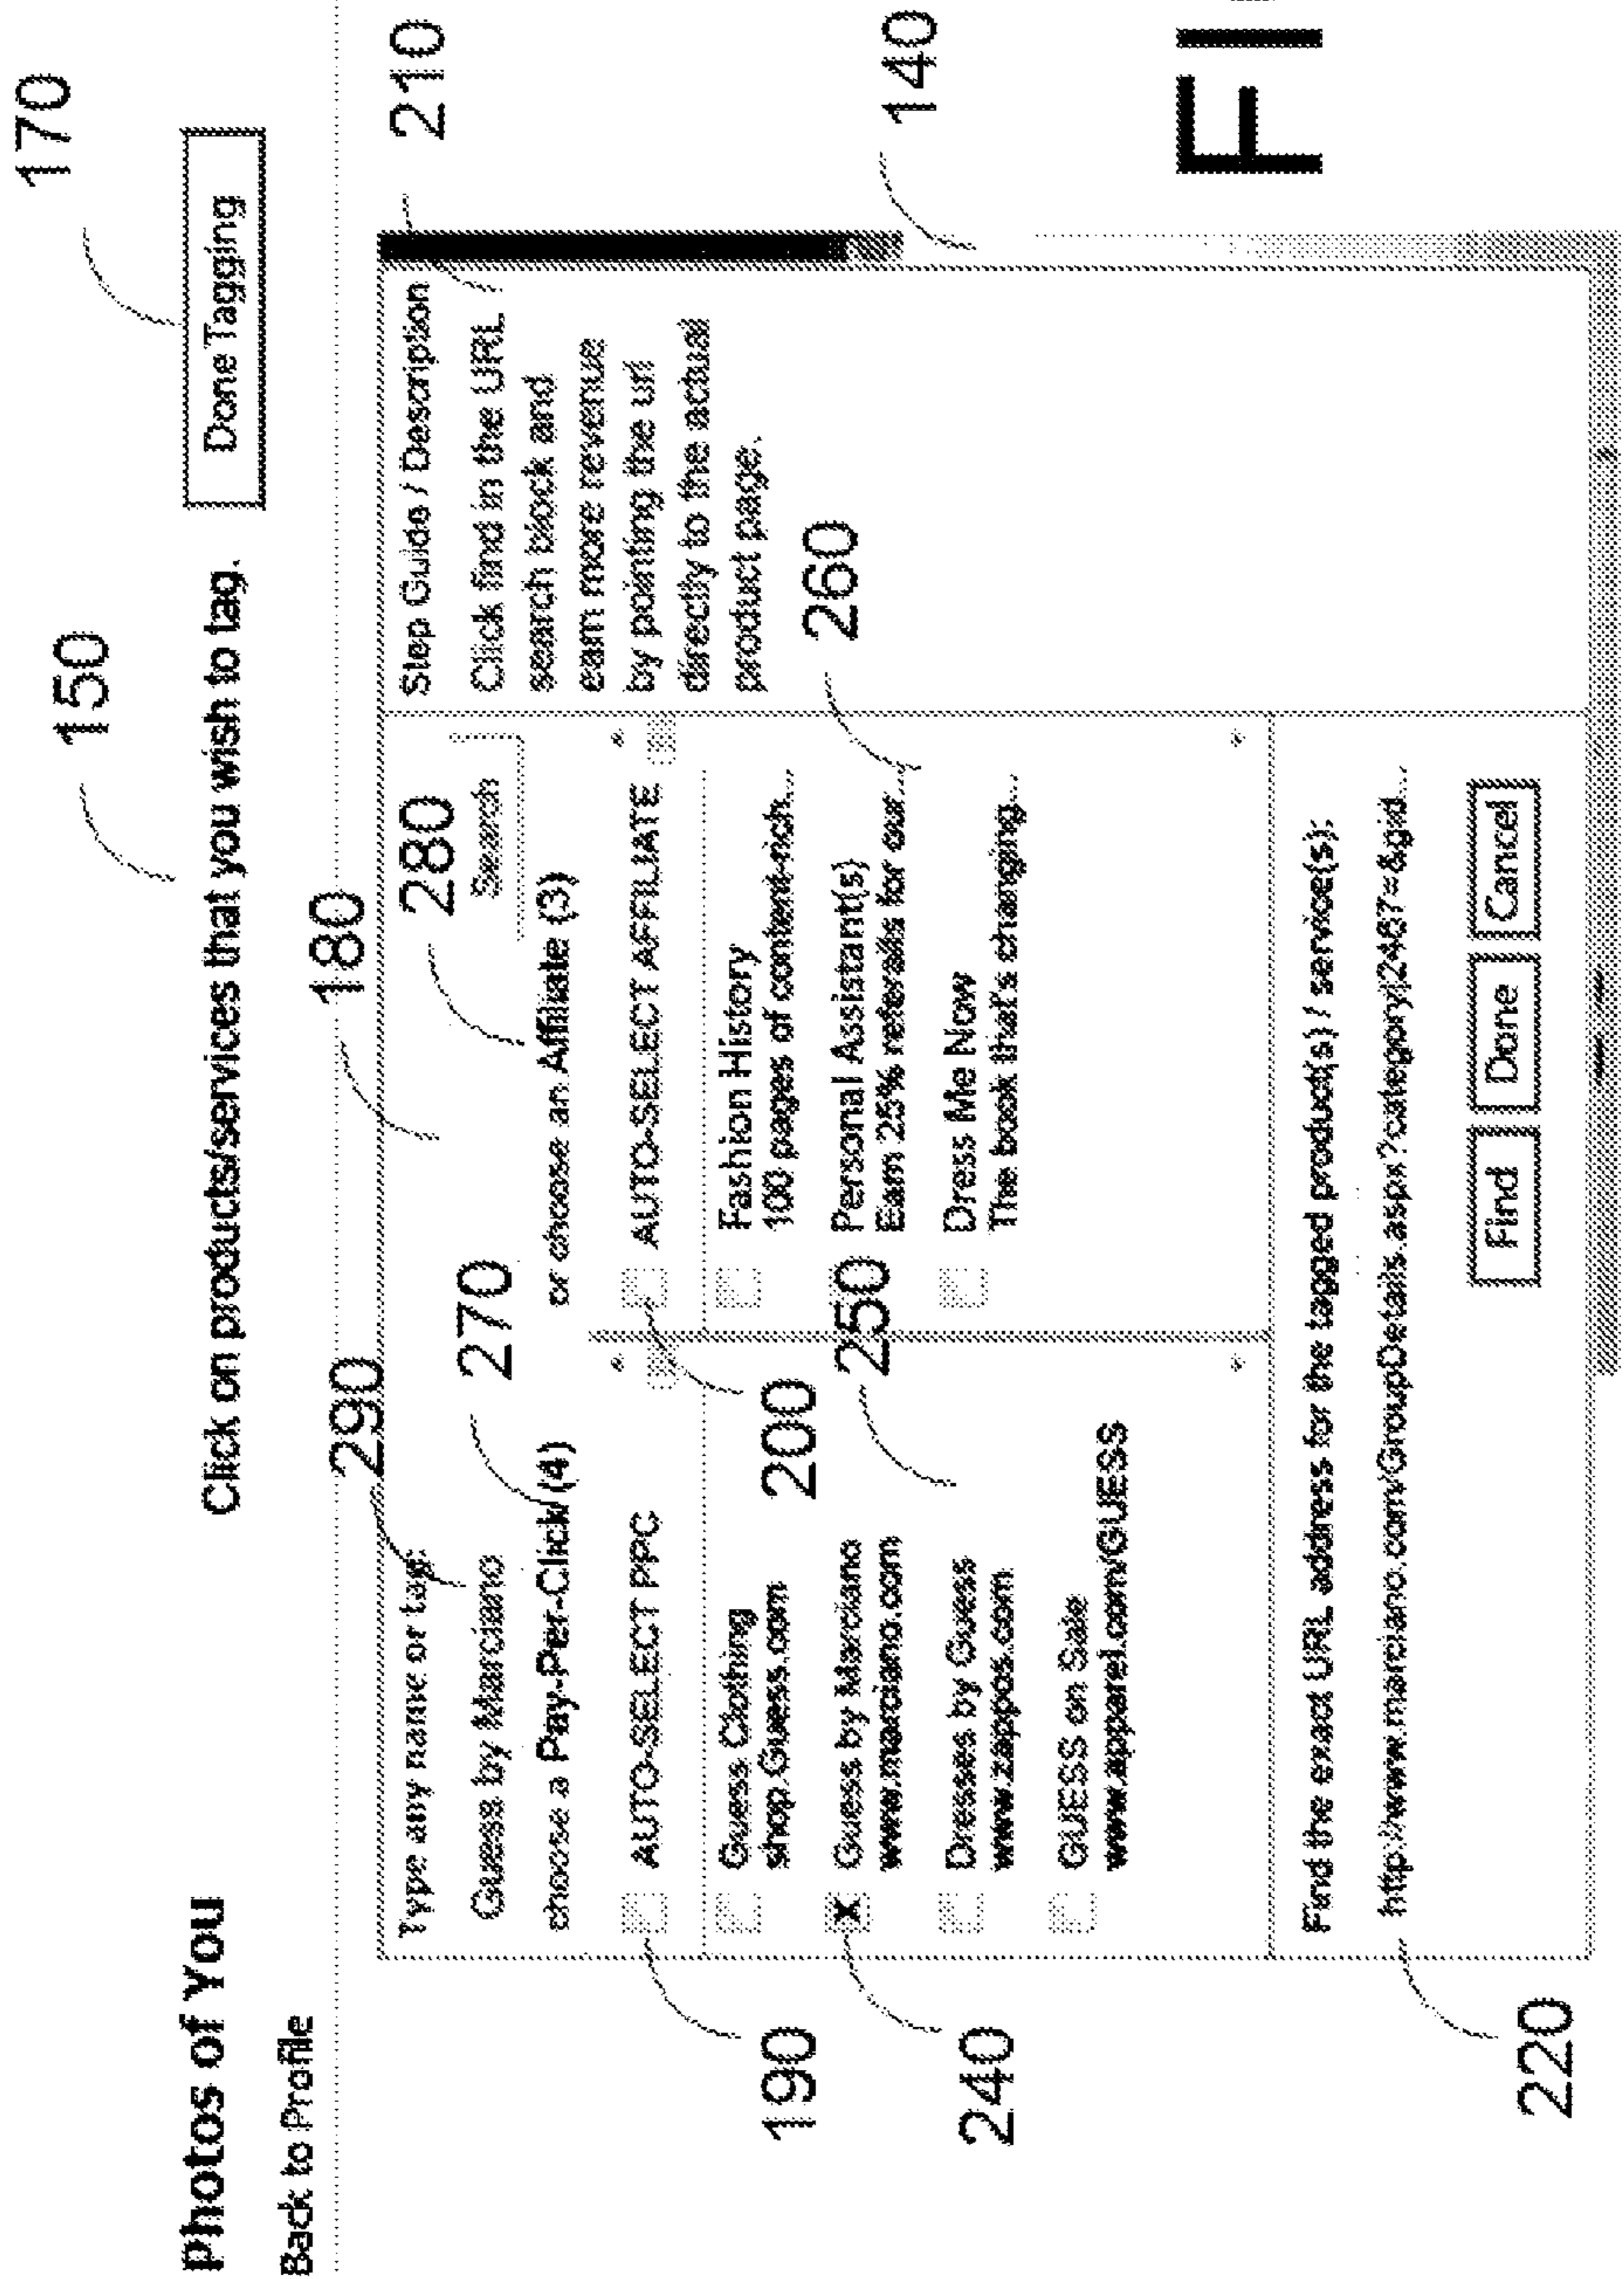 170
150
Photos of You
Click on products/services that you wish to tag.
Done Tagging
Back to Profile
290
180
280
210
Type any name or tag:
Search
Step Guide / Description
Guess by Marciano
270
Click find in the URL
choose a Pay-Per-Click (4)
or choose an Affiliate (3)
search block and
earn more revenue
AUTO-SELECT PPC
AUTO-SELECT AFFILIATE
by pointing the url
directly to the actual
product page.
190
200
260
140
Guess Clothing
shop.Guess.com
Fashion History
100 pages of content-rich...
250
X Guess by Marciano
www.marciano.com
Personal Assistant(s)
Earn 25% referalls for our...
240
Dresses by Guess
www.zappos.com
Dress Me Now
The book that's changing...
GUESS on Sale
www.apparel.com/GUESS
FI
Find the exact URL address for the tagged product(s) / service(s):
http://www.marciano.com/GroupDetails.aspx?category|2467=&gid...
220
Find
Done
Cancel